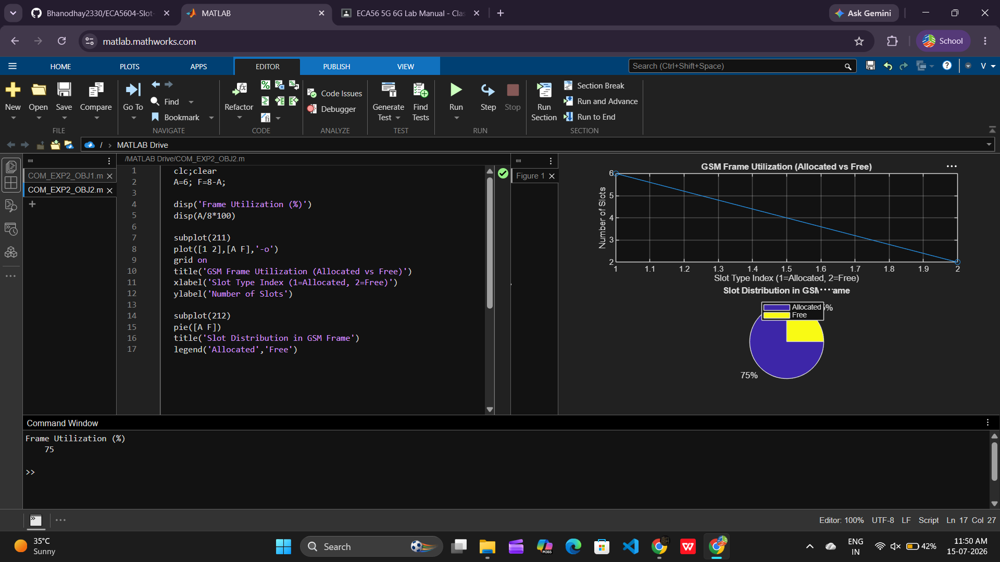 Bhanodhay2330/ECA5604-Slot-
MATLAB
ECA56 5G 6G Lab Manual - Clas
Ask Gemini
matlab.mathworks.com
School
HOME
PLOTS
APPS
EDITOR
PUBLISH
VIEW
Search (Ctrl+Shift+Space)
V
New
Open
Save
Compare
Go To
Find
Bookmark
Refactor
Code Issues
Debugger
Generate Test
Find Tests
Run
Step
Stop
Run Section
Section Break
Run and Advance
Run to End
FILE
NAVIGATE
CODE
ANALYZE
TEST
RUN
SECTION
/ › MATLAB Drive
COM_EXP2_OBJ1.m
COM_EXP2_OBJ2.m
/MATLAB Drive/COM_EXP2_OBJ2.m
1 clc;clear
2 A=6; F=8-A;
3
4 disp('Frame Utilization (%)')
5 disp(A/8*100)
6
7 subplot(211)
8 plot([1 2],[A F],'-o')
9 grid on
10 title('GSM Frame Utilization (Allocated vs Free)')
11 xlabel('Slot Type Index (1=Allocated, 2=Free)')
12 ylabel('Number of Slots')
13
14 subplot(212)
15 pie([A F])
16 title('Slot Distribution in GSM Frame')
17 legend('Allocated','Free')
Figure 1
GSM Frame Utilization (Allocated vs Free)
Number of Slots
6
5
4
3
2
1 1.1 1.2 1.3 1.4 1.5 1.6 1.7 1.8 1.9 2
Slot Type Index (1=Allocated, 2=Free)
Slot Distribution in GSM ame
Allocated
Free
5%
75%
Command Window
Frame Utilization (%)
75
>>
Editor: 100% UTF-8 LF Script Ln 17 Col 27
35°C
Sunny
Search
M365
ENG
IN
42%
11:50 AM
15-07-2026